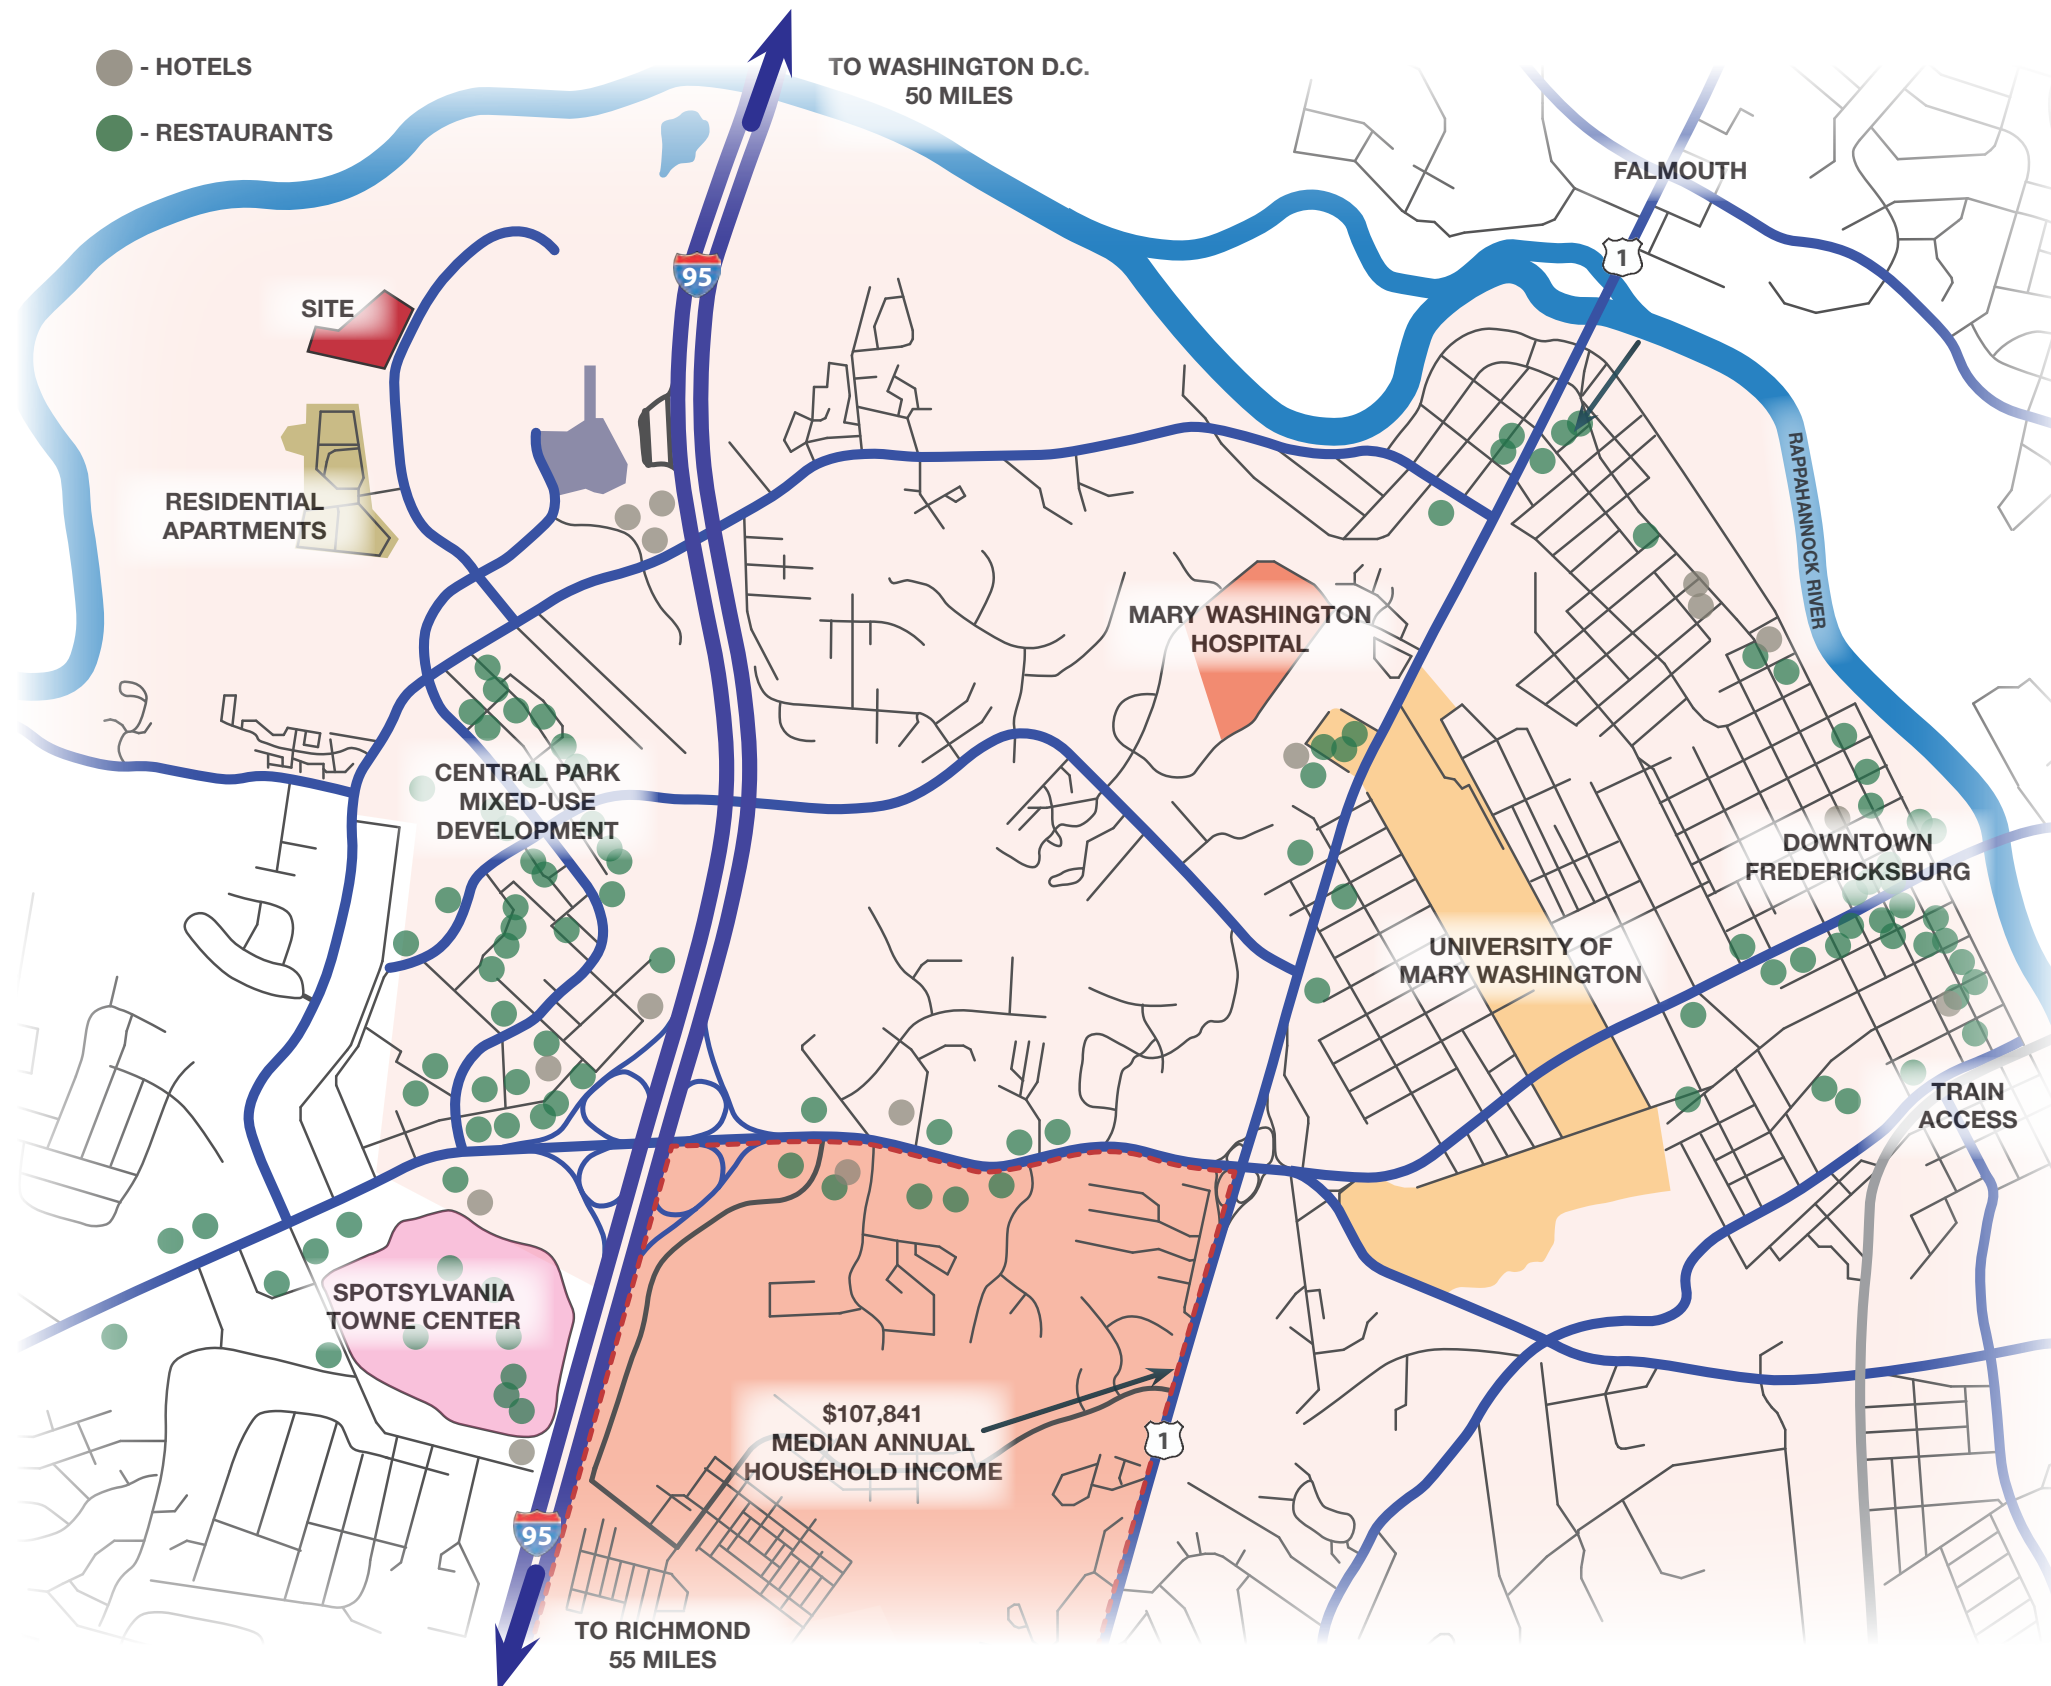 - HOTELS
- RESTAURANTS
TO WASHINGTON D.C.
50 MILES
FALMOUTH
1
95
SITE
RESIDENTIAL
APARTMENTS
RAPPAHANNOCK RIVER
MARY WASHINGTON
HOSPITAL
CENTRAL PARK
MIXED-USE
DEVELOPMENT
DOWNTOWN
FREDERICKSBURG
UNIVERSITY OF
MARY WASHINGTON
TRAIN
ACCESS
SPOTSYLVANIA
TOWNE CENTER
$107,841
MEDIAN ANNUAL
HOUSEHOLD INCOME
1
95
TO RICHMOND
55 MILES